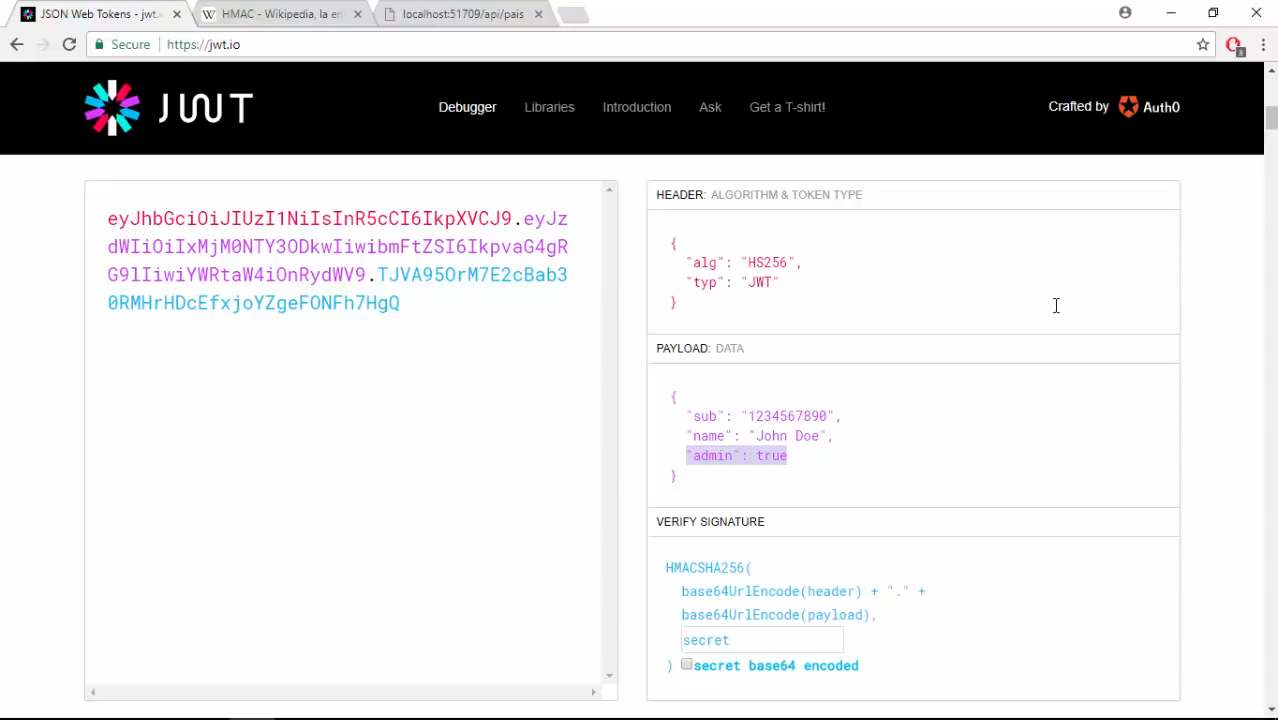 JSON Web Tokens - jwt.i
HMAC - Wikipedia, la en
localhost:51709/api/pais
Secure
https://jwt.io
JWT
Debugger
Libraries
Introduction
Ask
Get a T-shirt!
Crafted by Auth0
eyJhbGciOiJIUzI1NiIsInR5cCI6IkpXVCJ9.eyJz
dWIiOiIxMjM0NTY3ODkwIiwibmFtZSI6IkpvaG4gR
G9lIiwiYWRtaW4iOnRydWV9.TJVA95OrM7E2cBab3
0RMHrHDcEfxjoYZgeFONFh7HgQ
HEADER: ALGORITHM & TOKEN TYPE
{
"alg": "HS256",
"typ": "JWT"
}
PAYLOAD: DATA
{
"sub": "1234567890",
"name": "John Doe",
"admin": true
}
VERIFY SIGNATURE
HMACSHA256(
base64UrlEncode(header) + "." +
base64UrlEncode(payload),
secret
) secret base64 encoded